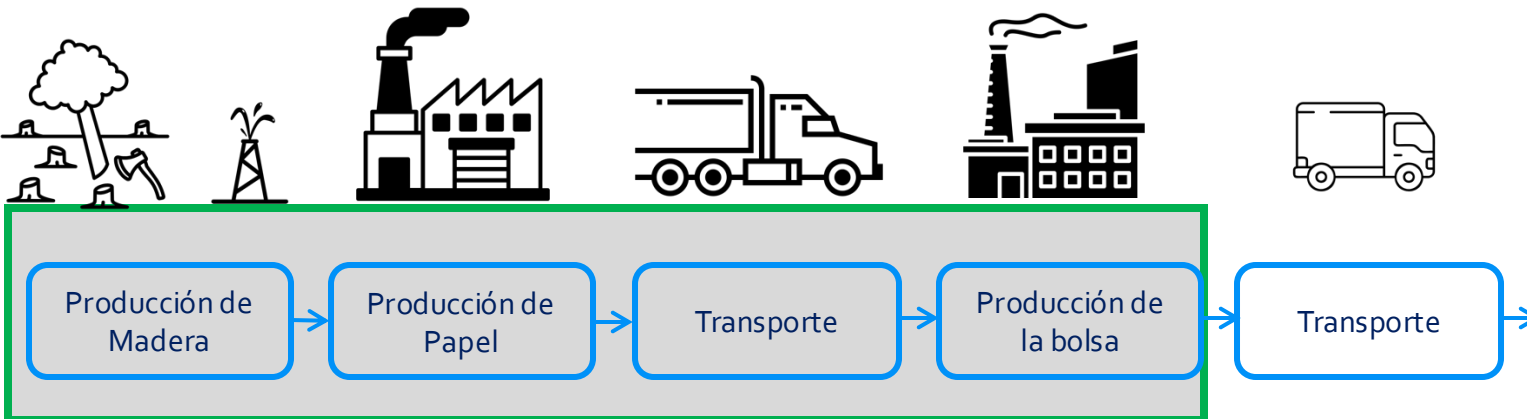 Producción de
Madera
Producción de
Papel
Transporte
Producción de
la bolsa
Transporte